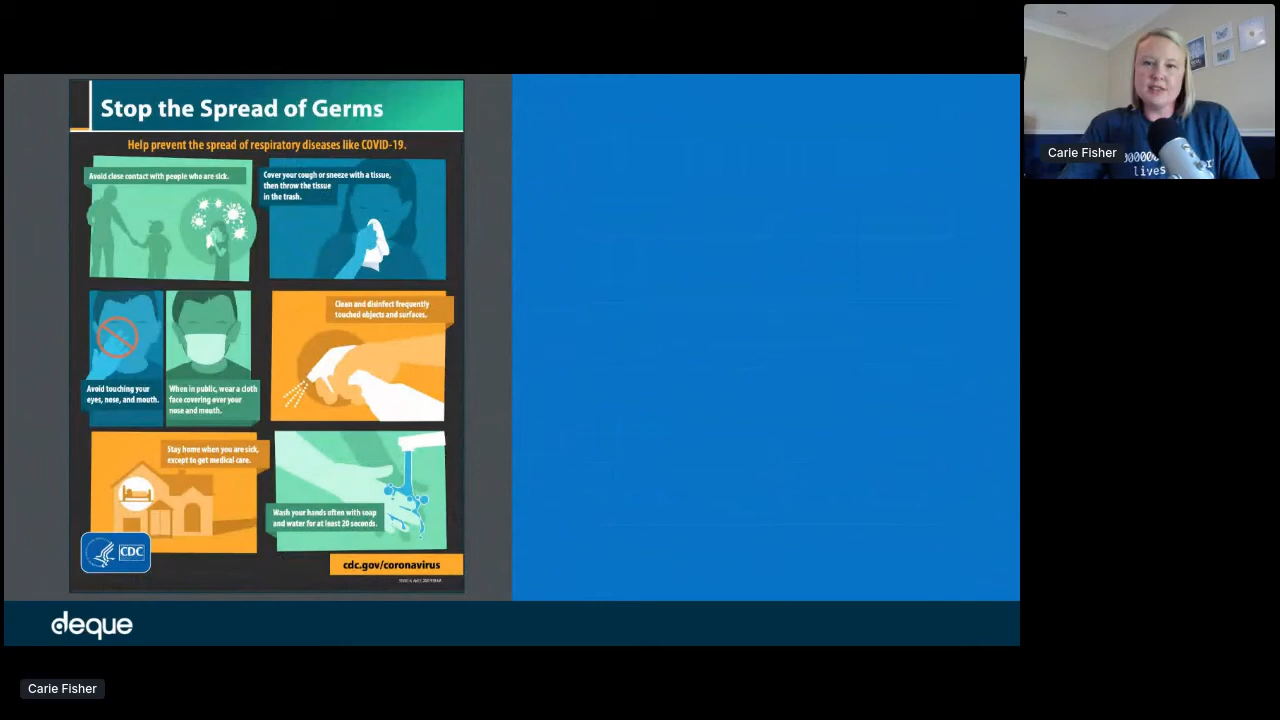 Stop the Spread of Germs
Help prevent the spread of respiratory diseases like COVID-19.
Avoid close contact with people who are sick.
Cover your cough or sneeze with a tissue,
then throw the tissue
in the trash.
Avoid touching your
eyes, nose, and mouth.
When in public, wear a cloth
face covering over your
nose and mouth.
Clean and disinfect frequently
touched objects and surfaces.
Stay home when you are sick,
except to get medical care.
Wash your hands often with soap
and water for at least 20 seconds.
CDC
cdc.gov/coronavirus
deque
Carie Fisher
lives
Carie Fisher